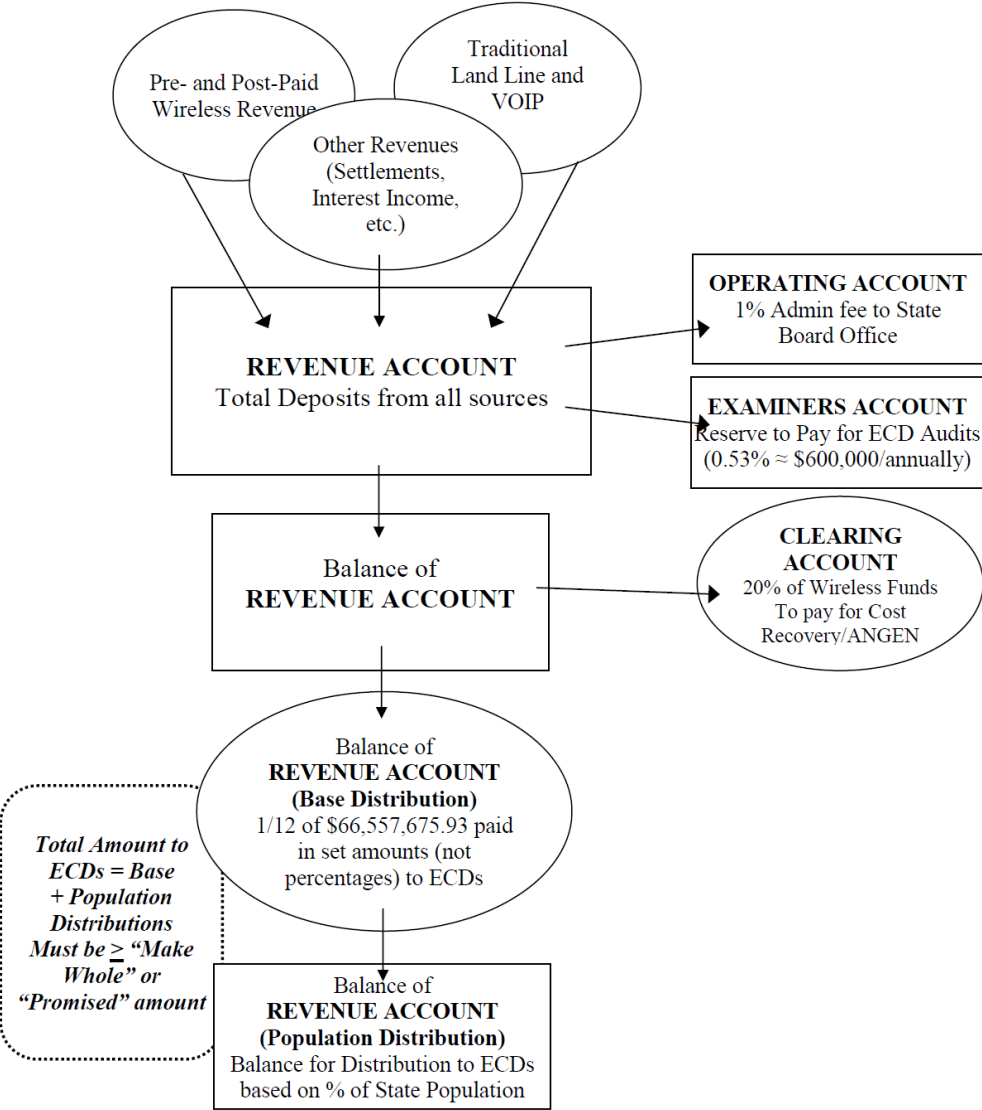 Pre- and Post-Paid
Wireless Revenue
Traditional
Land Line and
VOIP
Other Revenues
(Settlements,
Interest Income,
etc.)
REVENUE ACCOUNT
Total Deposits from all sources
OPERATING ACCOUNT
1% Admin fee to State
Board Office
EXAMINERS ACCOUNT
Reserve to Pay for ECD Audits
(0.53% ≈ $600,000/annually)
Balance of
REVENUE ACCOUNT
CLEARING
ACCOUNT
20% of Wireless Funds
To pay for Cost
Recovery/ANGEN
Balance of
REVENUE ACCOUNT
(Base Distribution)
1/12 of $66,557,675.93 paid
in set amounts (not
percentages) to ECDs
Total Amount to
ECDs = Base
+ Population
Distributions
Must be ≥ “Make
Whole” or
“Promised” amount
Balance of
REVENUE ACCOUNT
(Population Distribution)
Balance for Distribution to ECDs
based on % of State Population